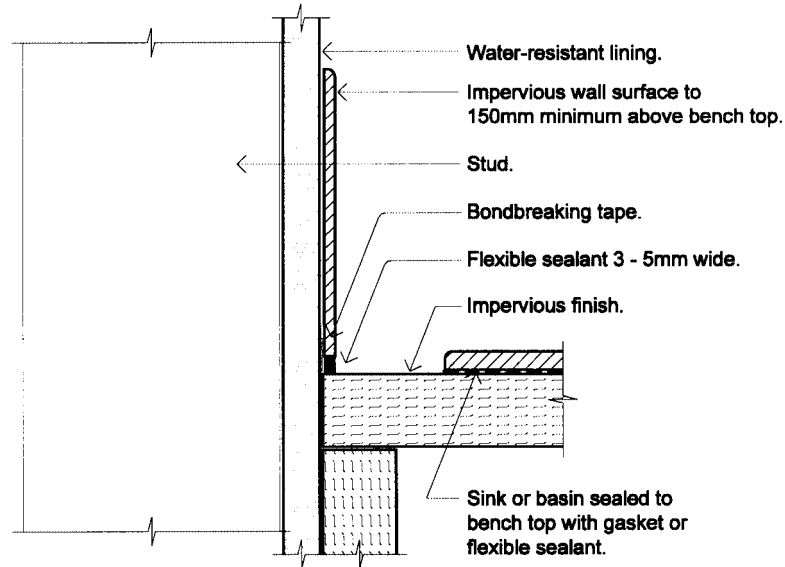 Water-resistant lining.
Impervious wall surface to
150mm minimum above bench top.
Stud.
Bondbreaking tape.
Flexible sealant 3 - 5mm wide.
Impervious finish.
Sink or basin sealed to
bench top with gasket or
flexible sealant.